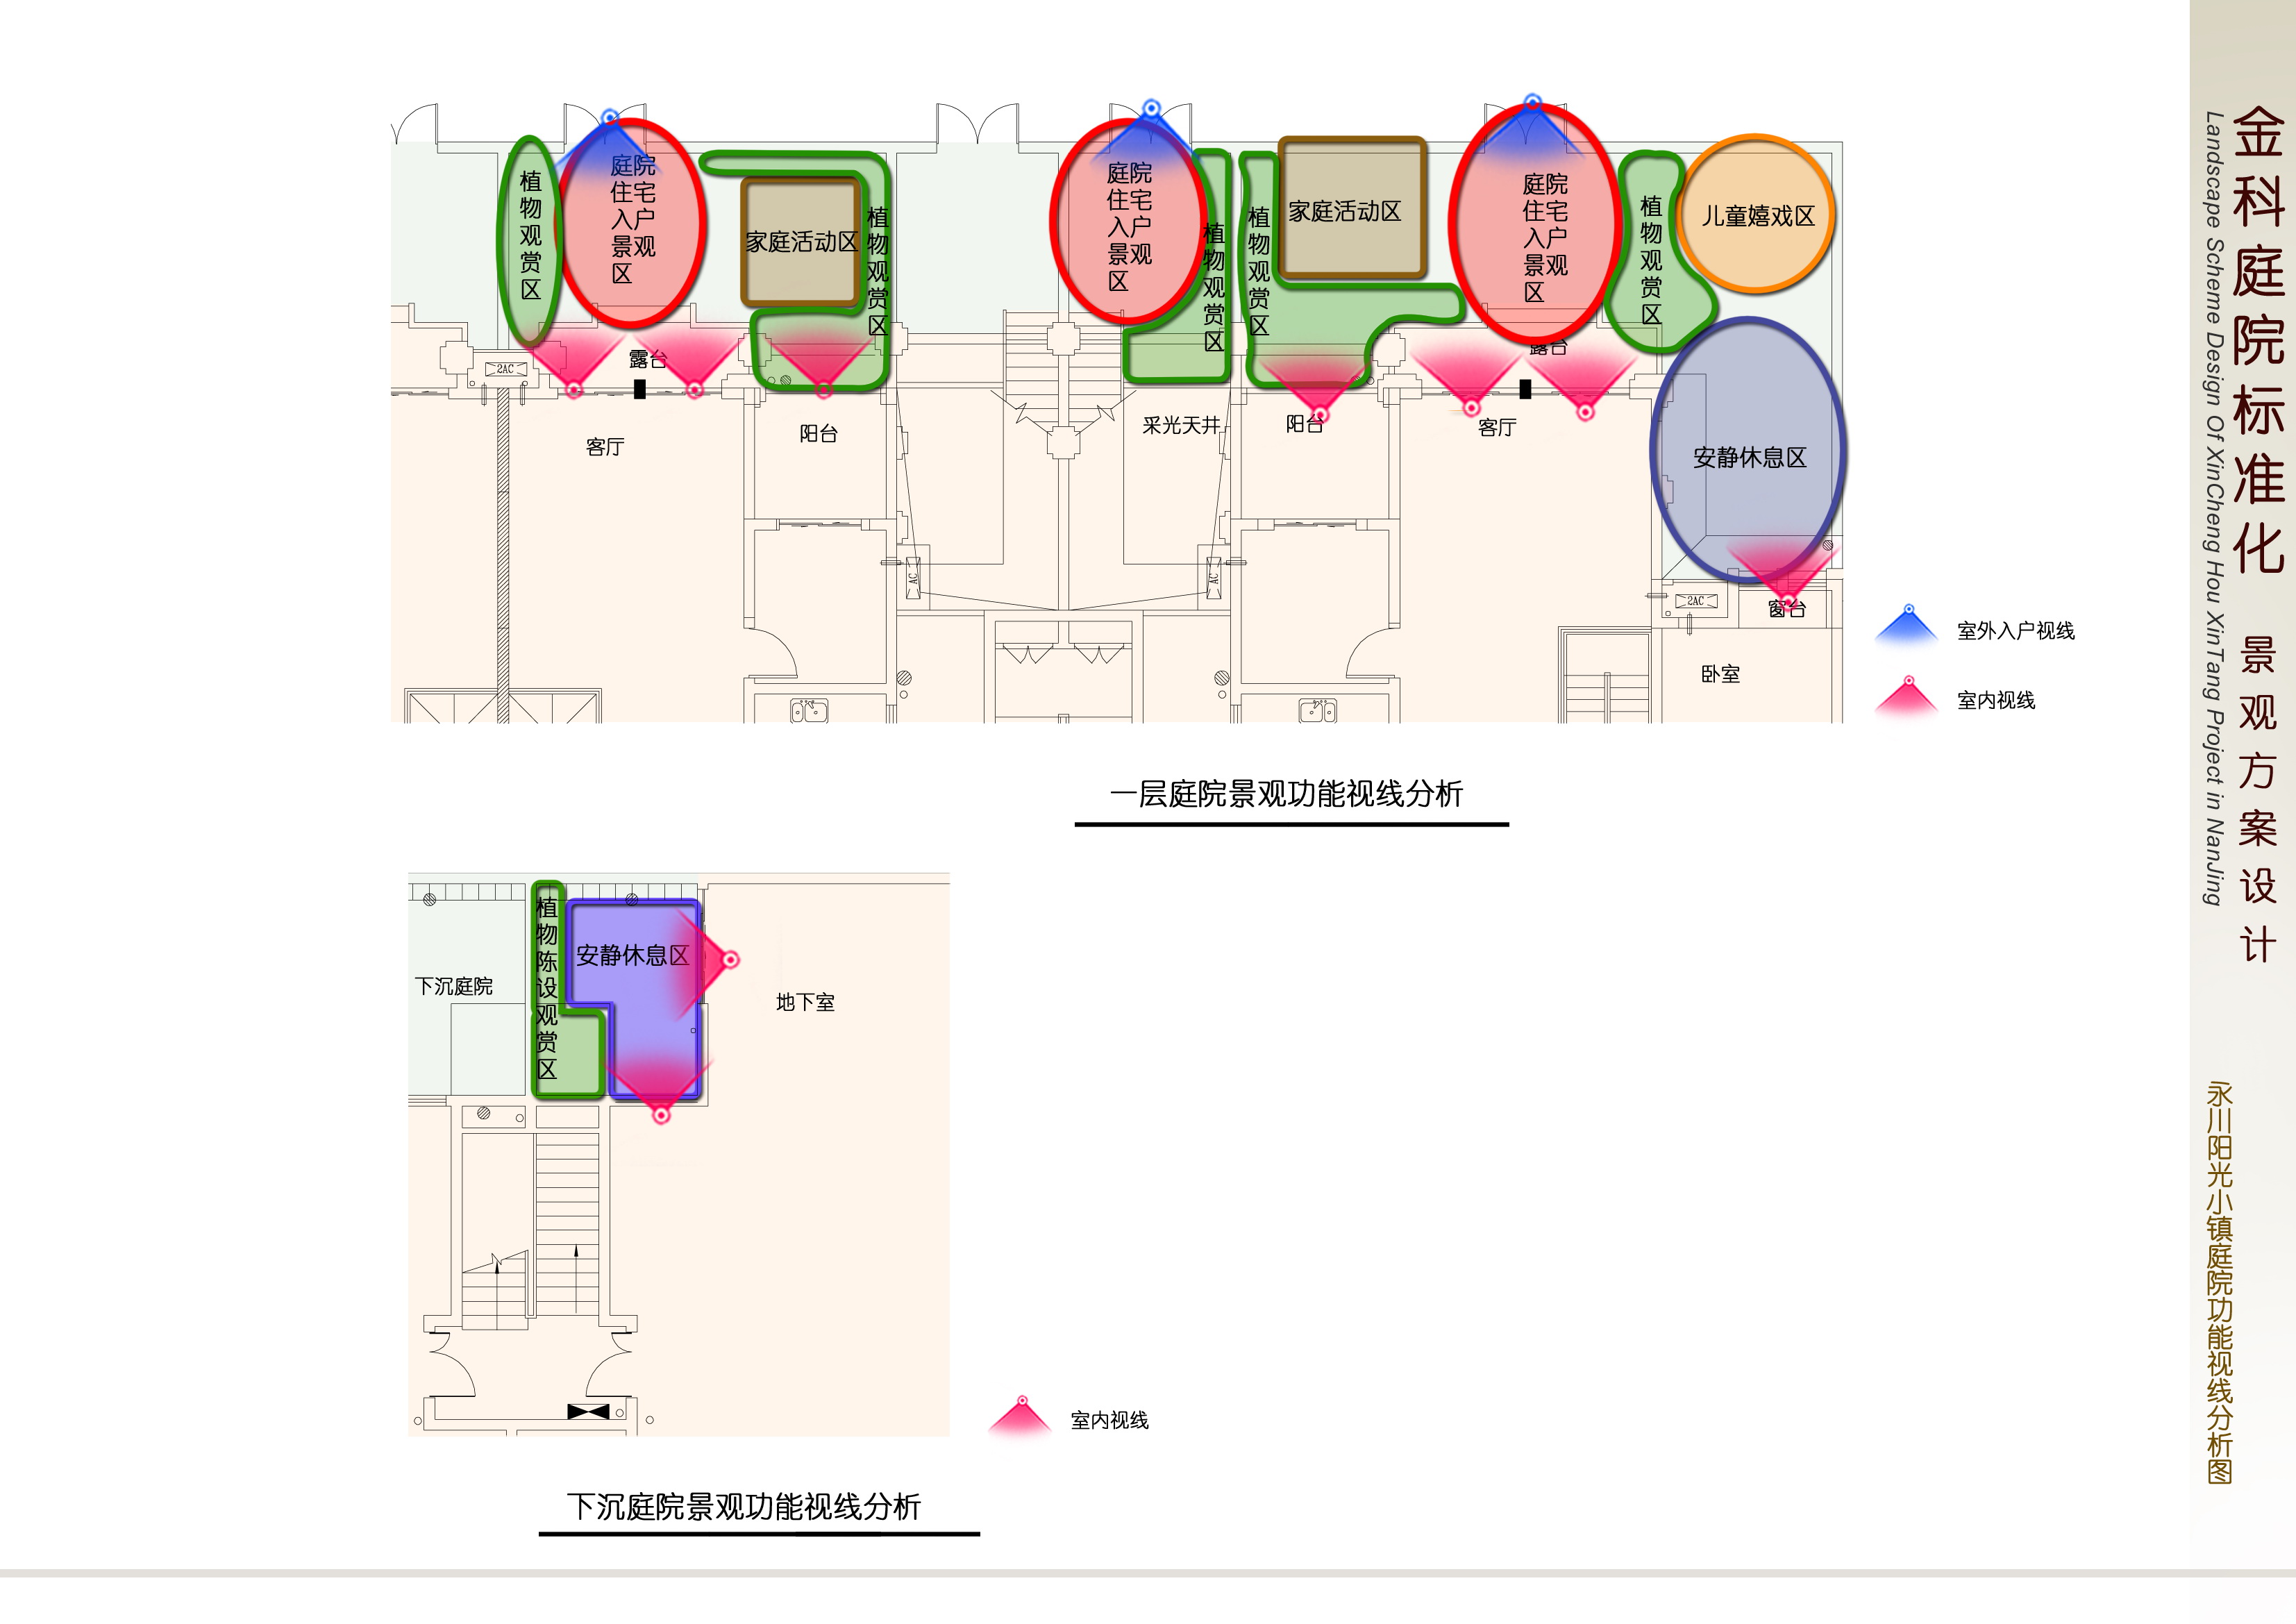 植物观赏区
庭院
住宅
入户
景观
区
家庭活动区
植物观赏区
庭院
住宅
入户
景观
区
植物观赏区
植物观赏区
家庭活动区
庭院
住宅
入户
景观
区
植物观赏区
儿童嬉戏区
2AC
露台
露台
客厅
阳台
采光天井
阳台
客厅
安静休息区
AC
AC
2AC
窗台
卧室
室外入户视线
室内视线
一层庭院景观功能视线分析
植物陈设观赏区
安静休息区
下沉庭院
地下室
室内视线
下沉庭院景观功能视线分析
金科庭院标准化 景观方案设计
Landscape Scheme Design Of XinCheng Hou XinTang Project in NanJing
永川阳光小镇庭院功能视线分析图